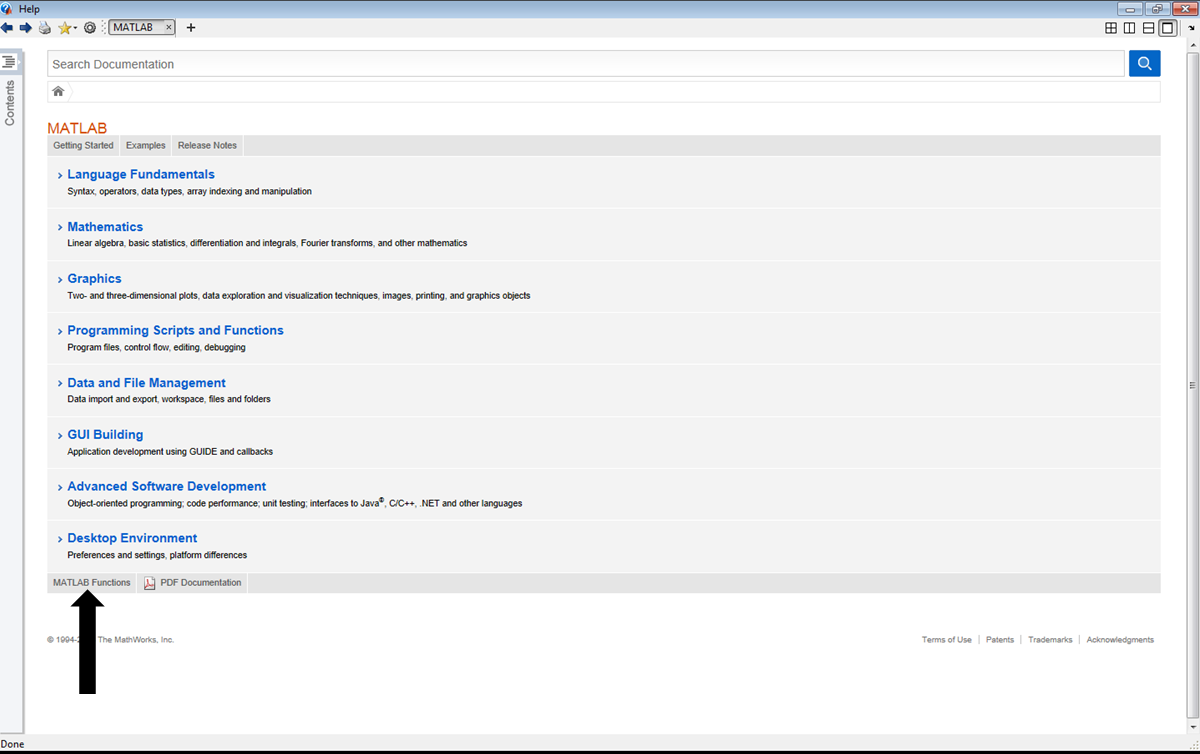 Help
MATLAB
Contents
Search Documentation
MATLAB
Getting Started Examples Release Notes
Language Fundamentals
Syntax, operators, data types, array indexing and manipulation
Mathematics
Linear algebra, basic statistics, differentiation and integrals, Fourier transforms, and other mathematics
Graphics
Two- and three-dimensional plots, data exploration and visualization techniques, images, printing, and graphics objects
Programming Scripts and Functions
Program files, control flow, editing, debugging
Data and File Management
Data import and export, workspace, files and folders
GUI Building
Application development using GUIDE and callbacks
Advanced Software Development
Object-oriented programming; code performance; unit testing; interfaces to Java®, C/C++, .NET and other languages
Desktop Environment
Preferences and settings, platform differences
MATLAB Functions PDF Documentation
© The MathWorks, Inc. Terms of Use Patents Trademarks Acknowledgments
Done